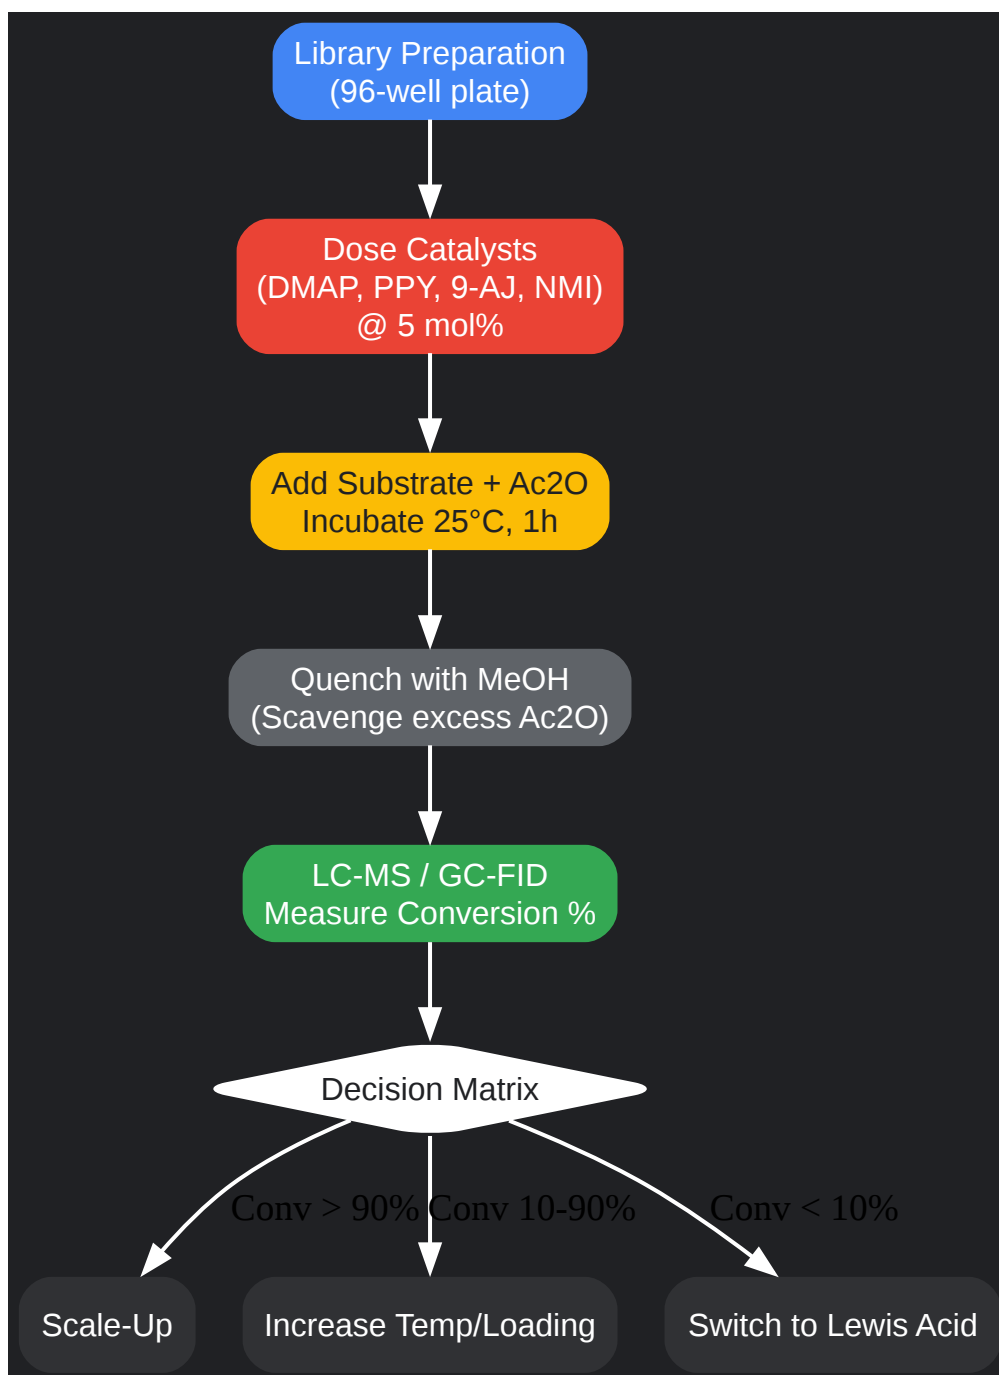 Library Preparation
(96-well plate)
Dose Catalysts
(DMAP, PPY, 9-AJ, NMI)
@ 5 mol%
Add Substrate + Ac2O
Incubate 25°C, 1h
Quench with MeOH
(Scavenge excess Ac2O)
LC-MS / GC-FID
Measure Conversion %
Decision Matrix
Conv > 90%
Conv 10-90%
Conv < 10%
Scale-Up
Increase Temp/Loading
Switch to Lewis Acid